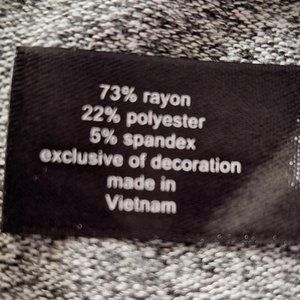 73% rayon
22% polyester
5% spandex
exclusive of decoration
made in
Vietnam